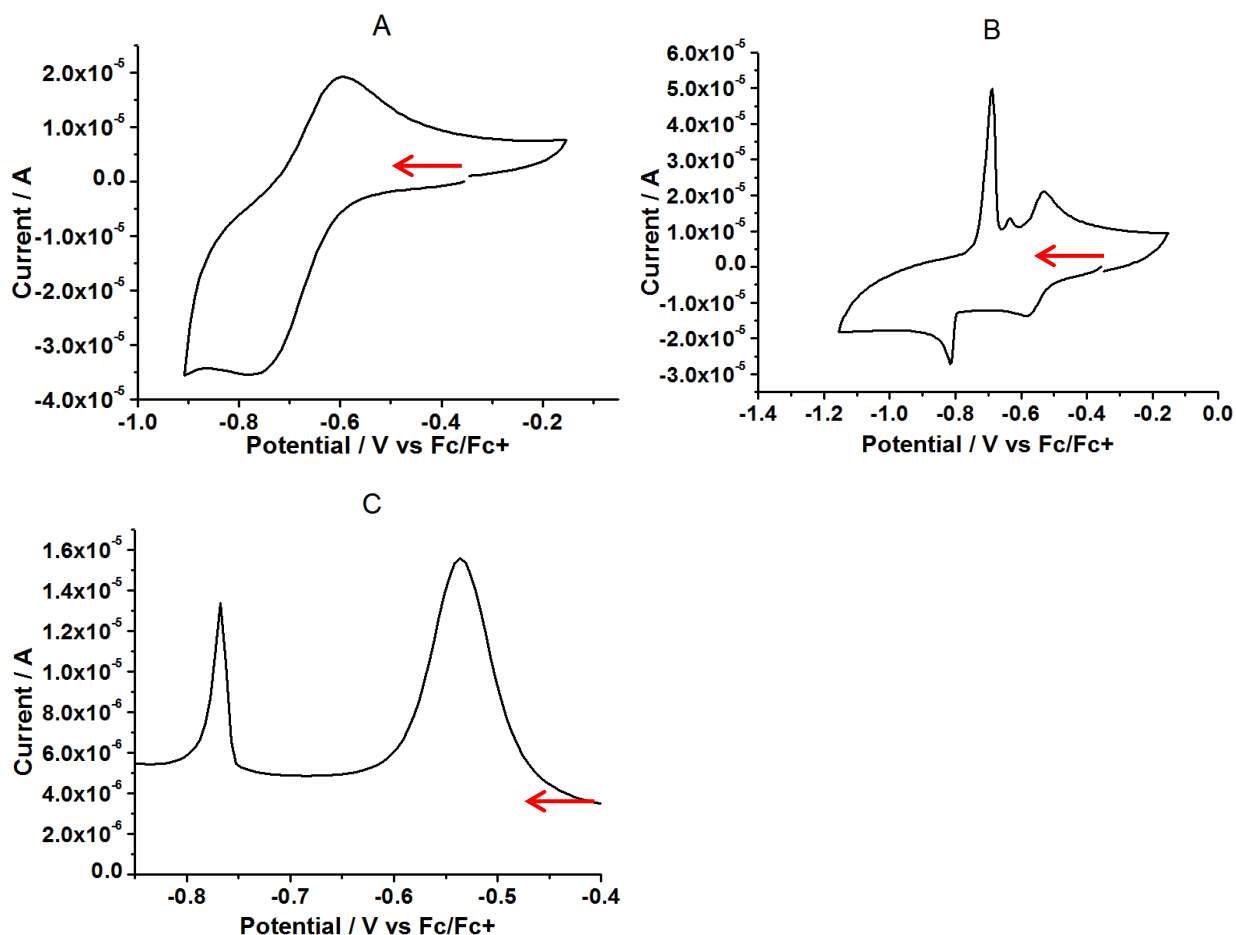 A
2.0x10-5
1.0x10-5
0.0
-1.0x10-5
-2.0x10-5
-3.0x10-5
-4.0x10-5
Current / A
-1.0 -0.8 -0.6 -0.4 -0.2
Potential / V vs Fc/Fc+
B
6.0x10-5
5.0x10-5
4.0x10-5
3.0x10-5
2.0x10-5
1.0x10-5
0.0
-1.0x10-5
-2.0x10-5
-3.0x10-5
Current / A
-1.4 -1.2 -1.0 -0.8 -0.6 -0.4 -0.2 0.0
Potential / V vs Fc/Fc+
C
1.6x10-5
1.4x10-5
1.2x10-5
1.0x10-5
8.0x10-6
6.0x10-6
4.0x10-6
2.0x10-6
0.0
Current / A
-0.8 -0.7 -0.6 -0.5 -0.4
Potential / V vs Fc/Fc+